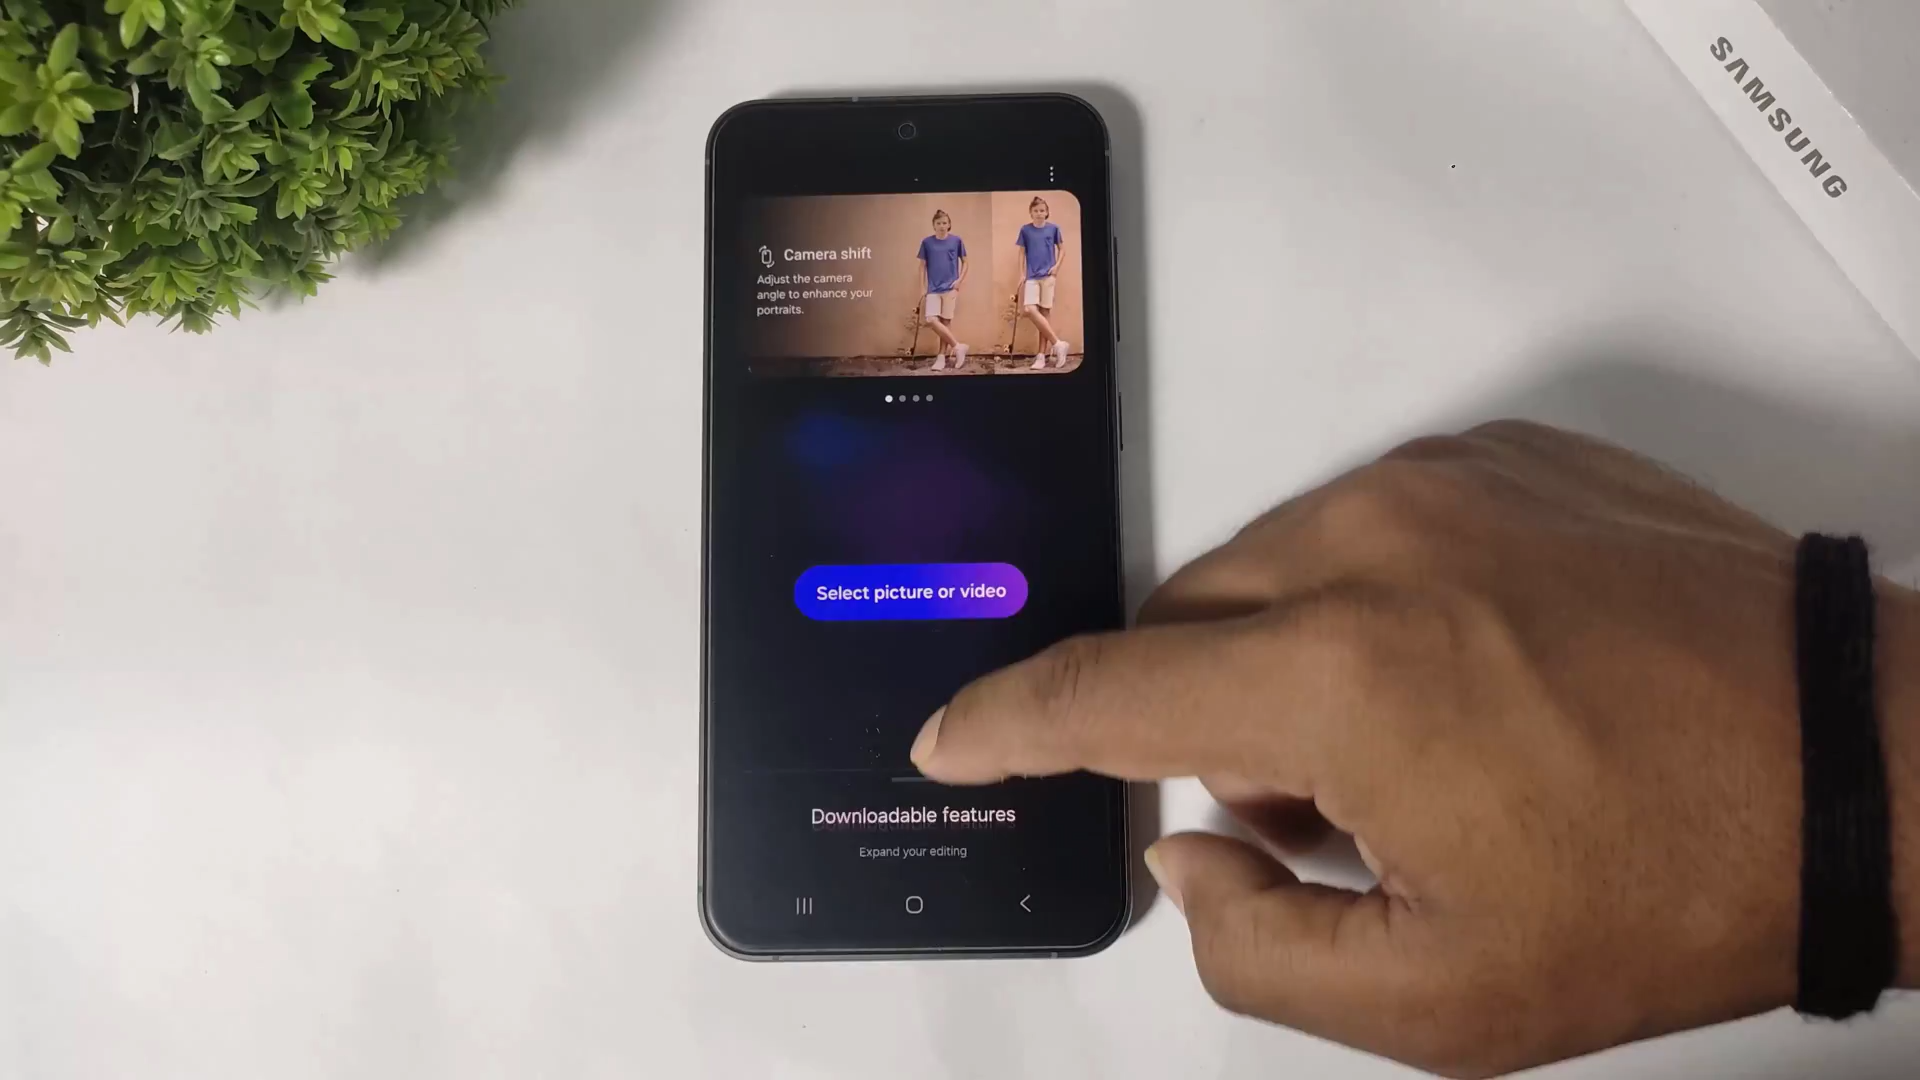 SAMSUNG
Camera shift
Adjust the camera
angle to enhance your
portraits.
Select picture or video
Downloadable features
Expand your editing